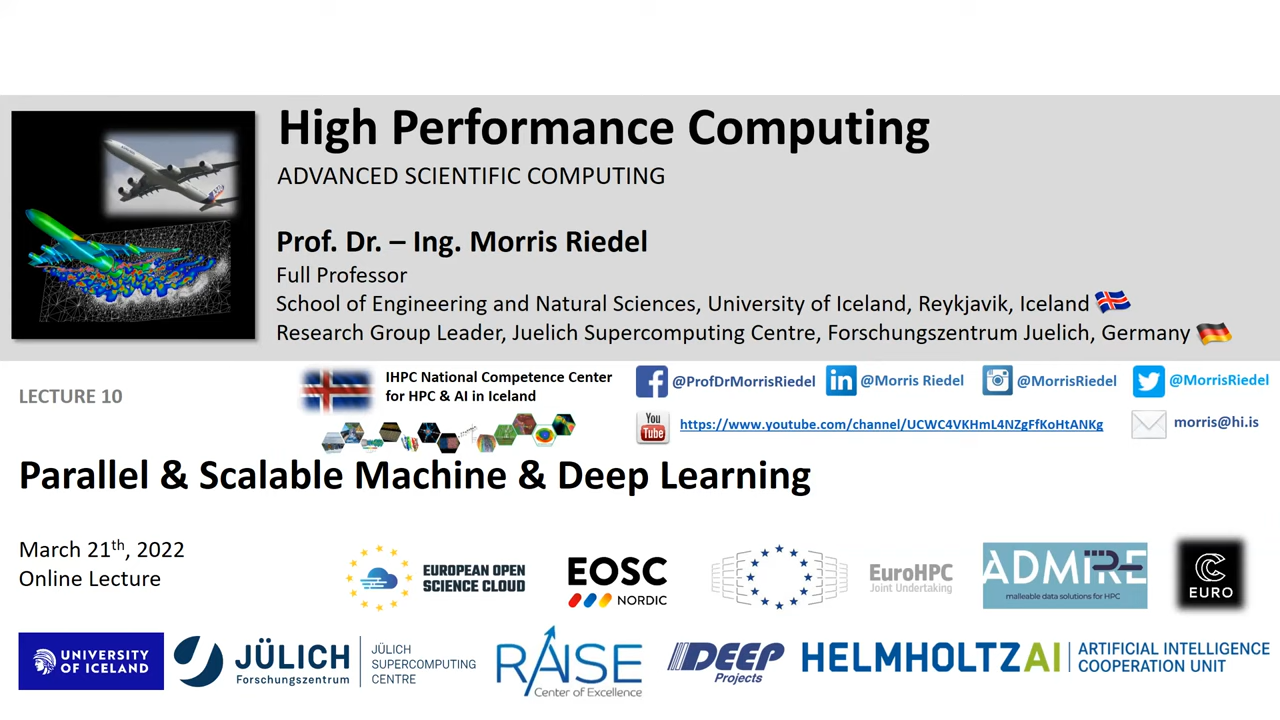 High Performance Computing
ADVANCED SCIENTIFIC COMPUTING
Prof. Dr. – Ing. Morris Riedel
Full Professor
School of Engineering and Natural Sciences, University of Iceland, Reykjavik, Iceland
Research Group Leader, Juelich Supercomputing Centre, Forschungszentrum Juelich, Germany
LECTURE 10
IHPC National Competence Center
for HPC & AI in Iceland
@ProfDrMorrisRiedel
@Morris Riedel
@MorrisRiedel
@MorrisRiedel
You
Tube
https://www.youtube.com/channel/UCWC4VKHmL4NZgFfKoHtANKg
morris@hi.is
Parallel & Scalable Machine & Deep Learning
March 21th, 2022
Online Lecture
EUROPEAN OPEN
SCIENCE CLOUD
EOSC
NORDIC
EuroHPC
Joint Undertaking
ADMIRE
malleable data solutions for HPC
EURO
UNIVERSITY
OF ICELAND
JÜLICH
Forschungszentrum
JÜLICH
SUPERCOMPUTING
CENTRE
RAISE
Center of Excellence
DEEP
Projects
HELMHOLTZAI
ARTIFICIAL INTELLIGENCE
COOPERATION UNIT